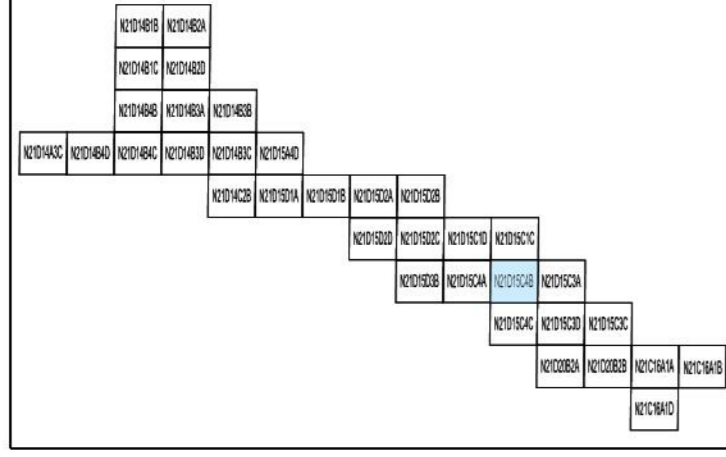 N21D14B1B N21D14B2A
N21D14B1C N21D14B2D
N21D14B4B N21D14B3A N21D14B3B
N21D14A3C N21D14B4D N21D14B4C N21D14B3D N21D14B3C N21D15A4D
N21D14C2B N21D15D1A N21D15D1B N21D15D2A N21D15D2B
N21D15D2D N21D15D2C N21D15C1D N21D15C1C
N21D15D3B N21D15C4A N21D15C4B N21D15C3A
N21D15C4C N21D15C3D N21D15C3C
N21D20B2A N21D20B2B N21C16A1A N21C16A1B
N21C16A1D